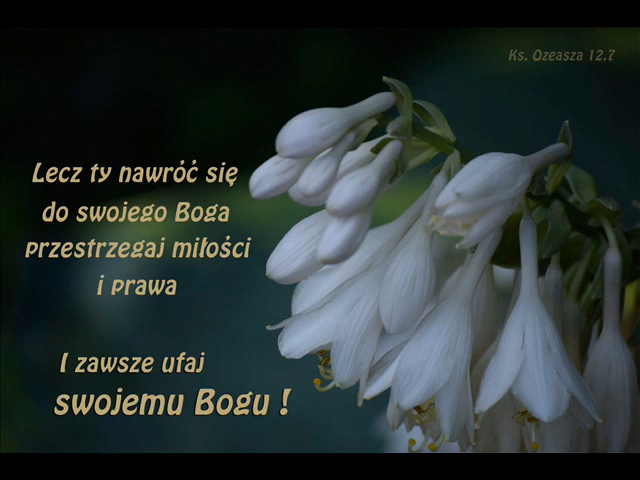 Ks. Ozeasza 12.7
Lecz ty nawróć się
do swojego Boga
przestrzegaj miłości
i prawa
I zawsze ufaj
swojemu Bogu !